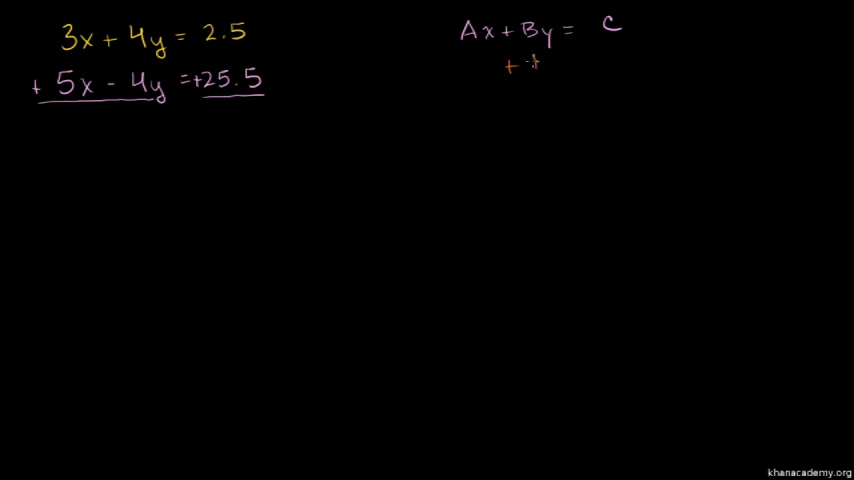 3x + 4y = 2.5
+ 5x - 4y = +25.5
Ax + By = C
+
khanacademy.org